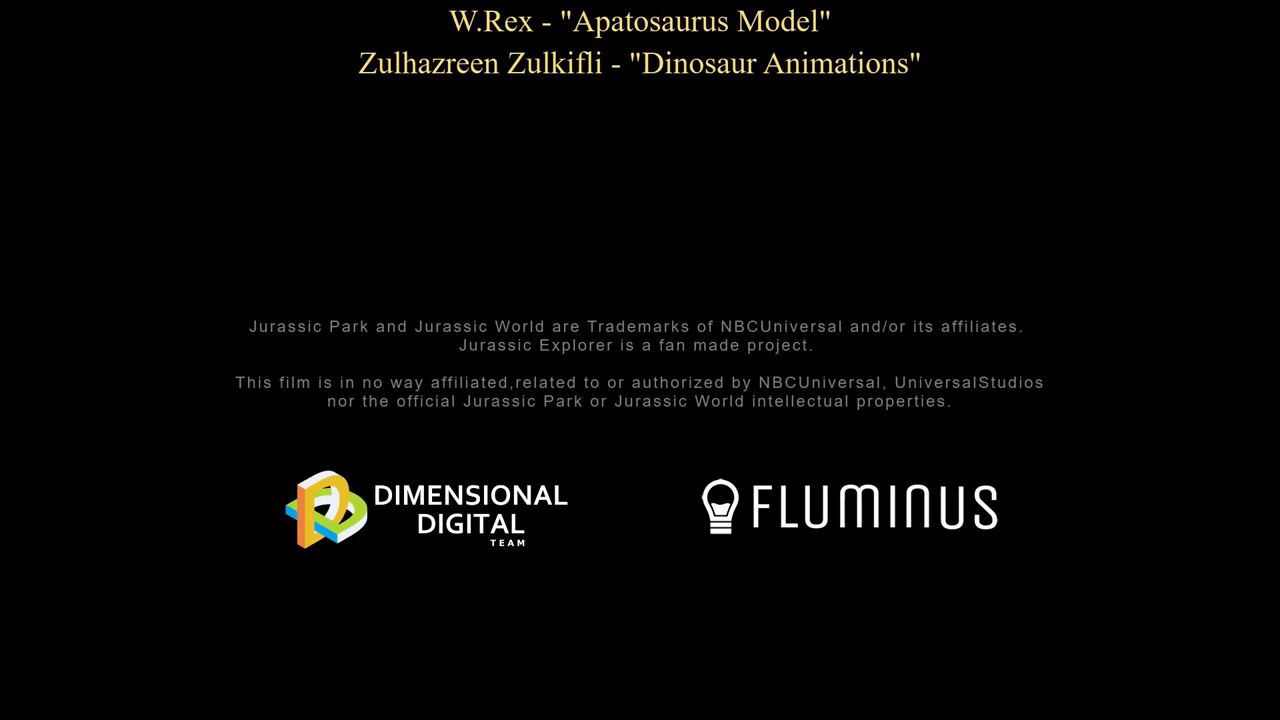 W.Rex - "Apatosaurus Model"
Zulhazreen Zulkifli - "Dinosaur Animations"
Jurassic Park and Jurassic World are Trademarks of NBCUniversal and/or its affiliates.
Jurassic Explorer is a fan made project.
This film is in no way affiliated,related to or authorized by NBCUniversal, UniversalStudios
nor the official Jurassic Park or Jurassic World intellectual properties.
DIMENSIONAL
DIGITAL
TEAM
FLUMINUS